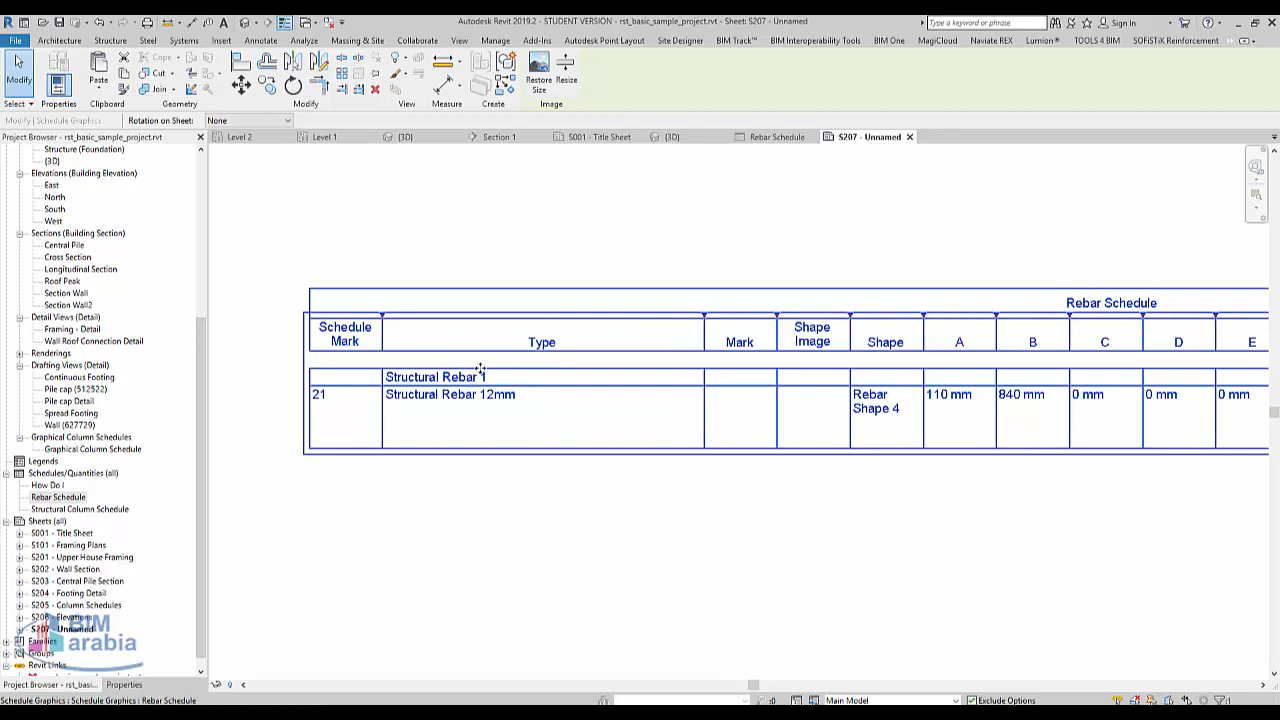 Autodesk Revit 2019.2 - STUDENT VERSION - rst_basic_sample_project.rvt - Sheet: S207 - Unnamed
Type a keyword or phrase
Sign In
File Architecture Structure Steel Systems Insert Annotate Analyze Massing & Site Collaborate View Manage Add-Ins Autodesk Point Layout Site Designer BIM Track™ BIM Interoperability Tools BIM One MagiCloud Naviate REX Lumion® TOOLS 4 BIM SOFiSTiK Reinforcement
Modify
Paste
Cope
Cut
Join
Restore Size
Resize
Select Properties Clipboard Geometry Modify View Measure Create Image
Modify | Schedule Graphics
Rotation on Sheet: None
Project Browser - rst_basic_sample_project.rvt
Level 2
Level 1
{3D}
Section 1
S001 - Title Sheet
{3D}
Rebar Schedule
S207 - Unnamed
Structure (Foundation)
{3D}
Elevations (Building Elevation)
East
North
South
West
Sections (Building Section)
Central Pile
Cross Section
Longitudinal Section
Roof Peak
Section Wall
Section Wall2
Detail Views (Detail)
Framing - Detail
Wall Roof Connection Detail
Renderings
Drafting Views (Detail)
Continuous Footing
Pile cap (512522)
Pile cap Detail
Spread Footing
Wall (627729)
Graphical Column Schedules
Graphical Column Schedule
Legends
Schedules/Quantities (all)
How Do I
Rebar Schedule
Structural Column Schedule
Sheets (all)
S001 - Title Sheet
S101 - Framing Plans
S201 - Upper House Framing
S202 - Wall Section
S203 - Central Pile Section
S204 - Footing Detail
S205 - Column Schedules
S206 - Elevations
S207 - Unnamed
Families
Groups
Revit Links
BIM
arabia
Rebar Schedule
Schedule Mark Type Mark Shape Image Shape A B C D E
Structural Rebar 1
21 Structural Rebar 12mm Rebar Shape 4 110 mm 840 mm 0 mm 0 mm 0 mm
Project Browser - rst_basi... Properties
Schedule Graphics : Schedule Graphics : Rebar Schedule
:0
Main Model
Exclude Options
:1